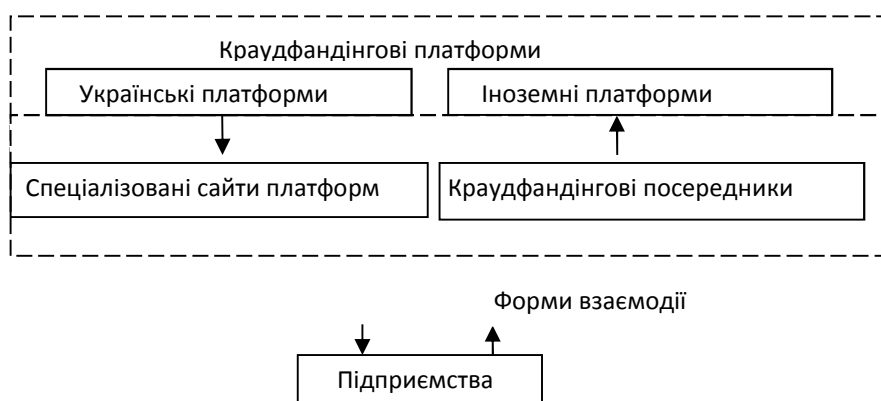 Краудфандінгові платформи
Українські платформи
Іноземні платформи
Спеціалізовані сайти платформ
Краудфандінгові посередники
Форми взаємодії
Підприємства